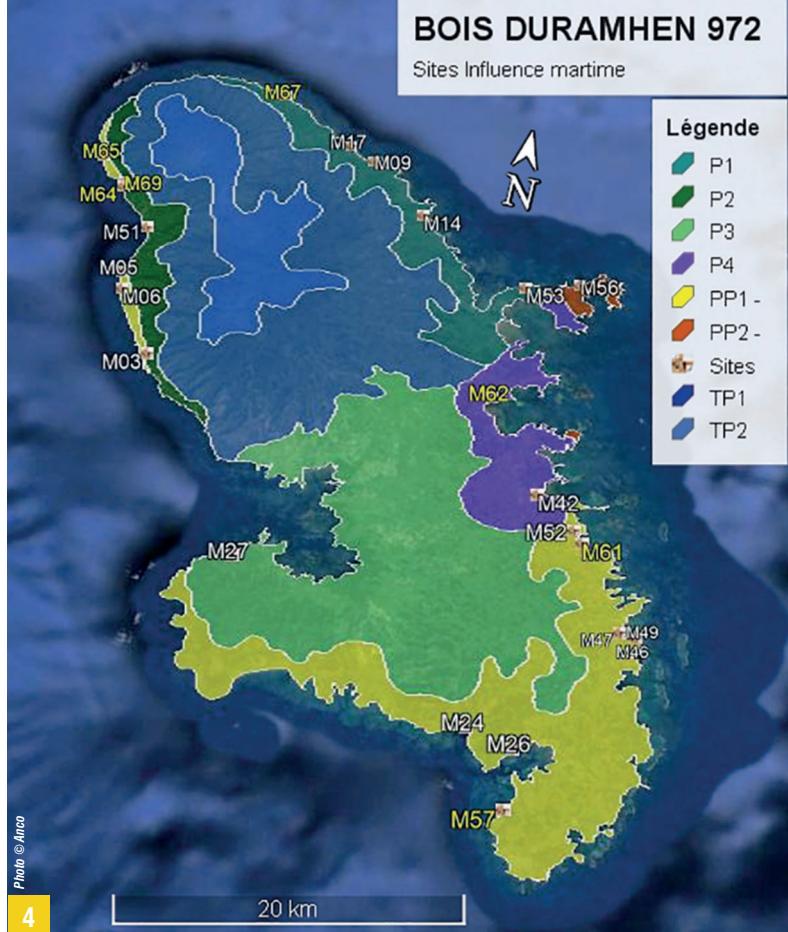 BOIS DURAMHEN 972
Sites Influence martime
Légende
P1
P2
P3
P4
PP1 -
PP2 -
Sites
TP1
TP2
N
M67
M17
M09
M65
M64
M69
M14
M51
M05
M06
M53
M56
M03
M62
M42
M52
M61
M27
M47
M49
M46
M24
M26
M57
20 km
Photo © Anco
4